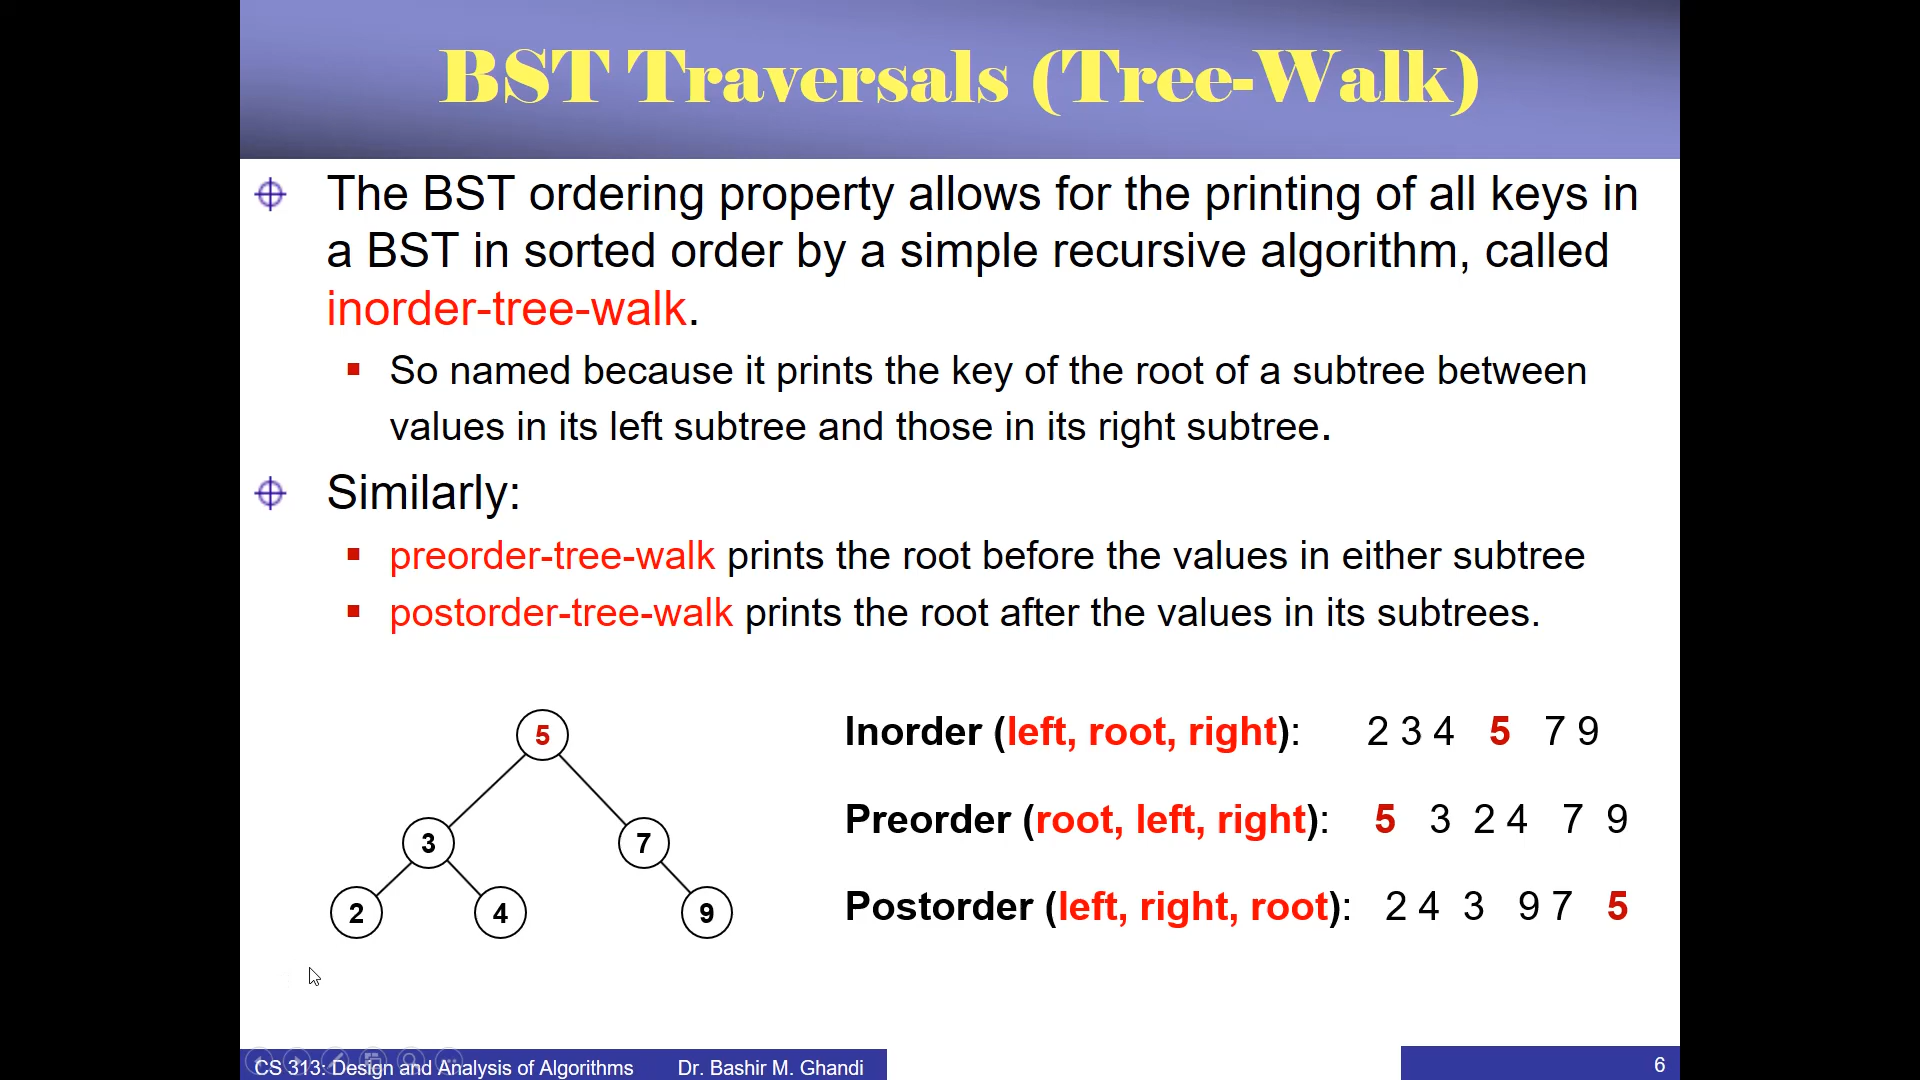 BST Traversals (Tree-Walk)
The BST ordering property allows for the printing of all keys in
a BST in sorted order by a simple recursive algorithm, called
inorder-tree-walk.
So named because it prints the key of the root of a subtree between
values in its left subtree and those in its right subtree.
Similarly:
preorder-tree-walk prints the root before the values in either subtree
postorder-tree-walk prints the root after the values in its subtrees.
5
3 7
2 4 9
Inorder (left, root, right): 2 3 4 5 7 9
Preorder (root, left, right): 5 3 2 4 7 9
Postorder (left, right, root): 2 4 3 9 7 5
CS 313: Design and Analysis of Algorithms Dr. Bashir M. Ghandi
6